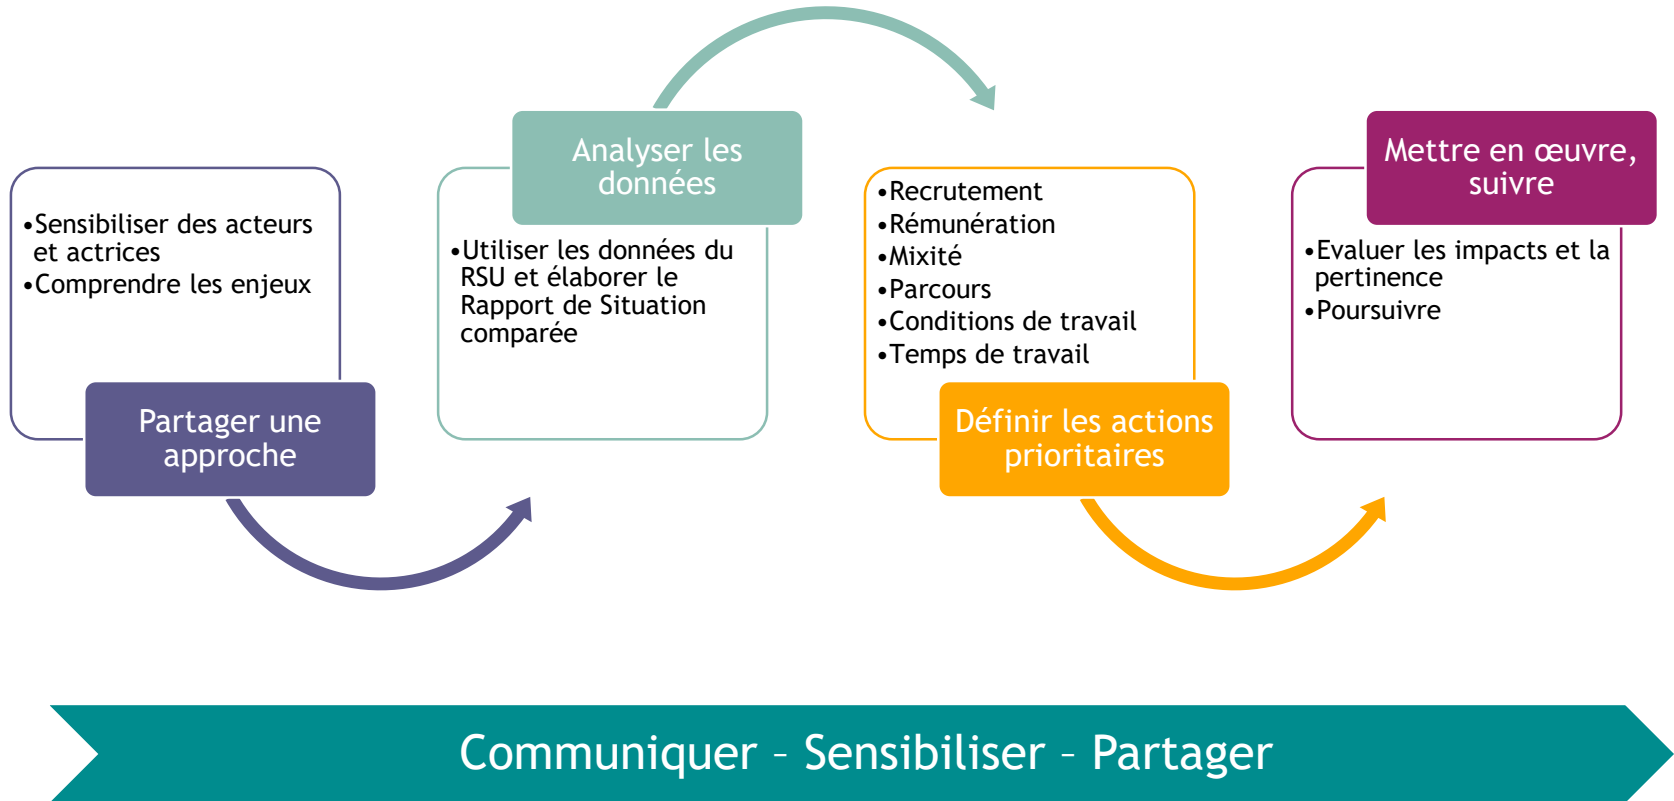 •Sensibiliser des acteurs
et actrices
•Comprendre les enjeux
Partager une
approche
Analyser les
données
•Utiliser les données du
RSU et élaborer le
Rapport de Situation
comparée
•Recrutement
•Rémunération
•Mixité
•Parcours
•Conditions de travail
•Temps de travail
Définir les actions
prioritaires
Mettre en œuvre,
suivre
•Evaluer les impacts et la
pertinence
•Poursuivre
Communiquer – Sensibiliser – Partager